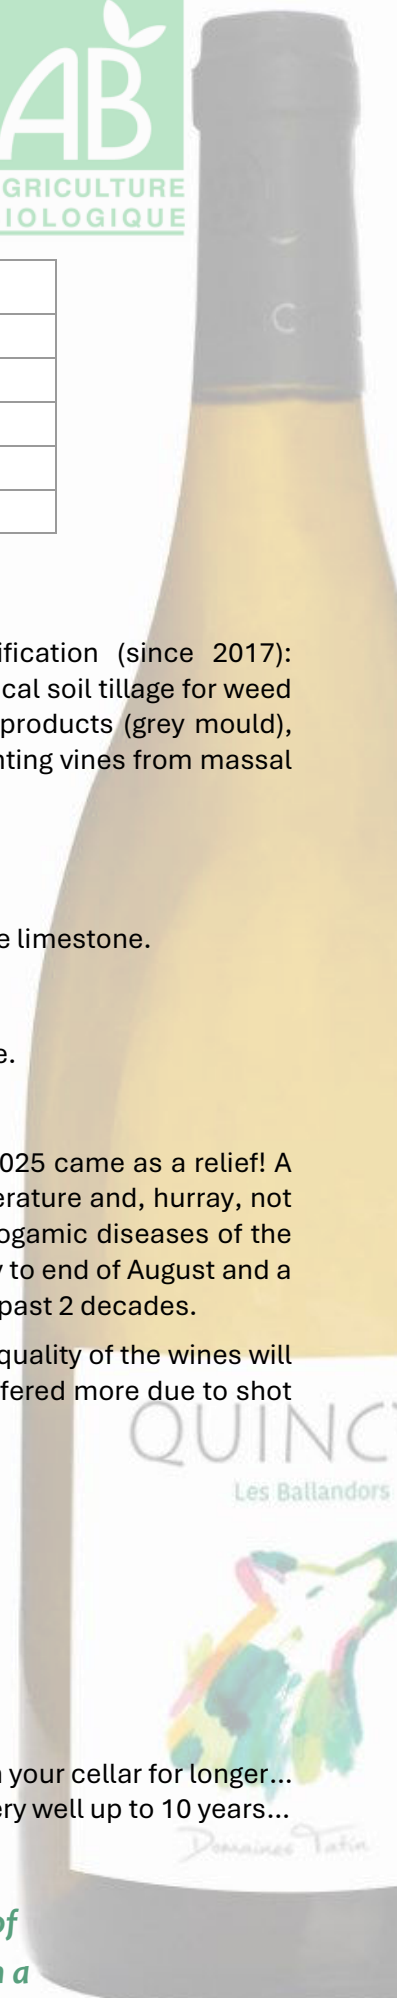 AB
GRICULTURE
IOLOGIQUE
ification (since 2017):
cal soil tillage for weed
products (grey mould),
nting vines from massal
e limestone.
e.
025 came as a relief! A
erature and, hurray, not
ogamic diseases of the
y to end of August and a
past 2 decades.
quality of the wines will
ffered more due to shot
QUINCY
Les Ballandors
n your cellar for longer…
ery well up to 10 years…
Domaines Tatin
of
n a